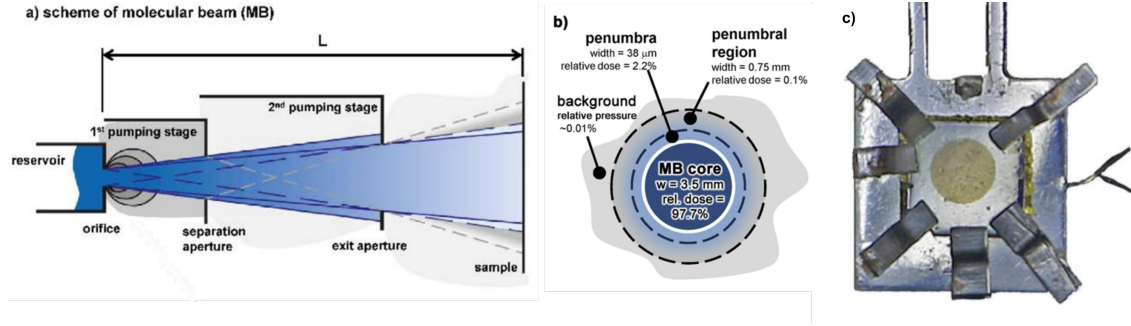 a) scheme of molecular beam (MB)
L
2nd pumping stage
1st pumping stage
reservoir
orifice
separation
aperture
exit aperture
sample
b)
penumbra
width = 38 µm
relative dose = 2.2%
penumbral
region
width = 0.75 mm
relative dose = 0.1%
background
relative pressure
~0.01%
MB core
w = 3.5 mm
rel. dose =
97.7%
c)